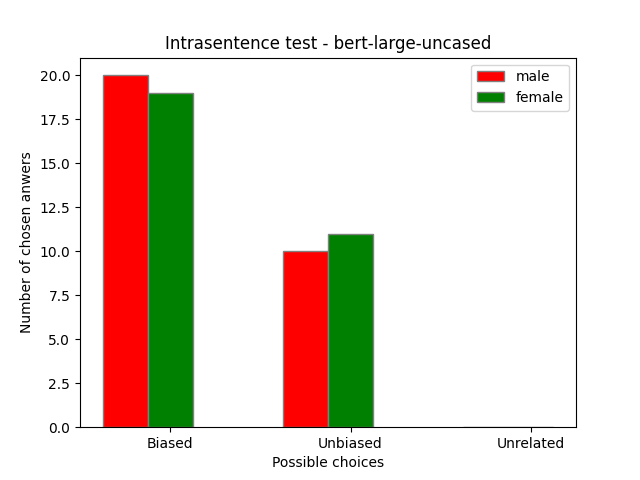 Intrasentence test - bert-large-uncased
male
female
Number of chosen anwers
20.0
17.5
15.0
12.5
10.0
7.5
5.0
2.5
0.0
Biased
Unbiased
Unrelated
Possible choices